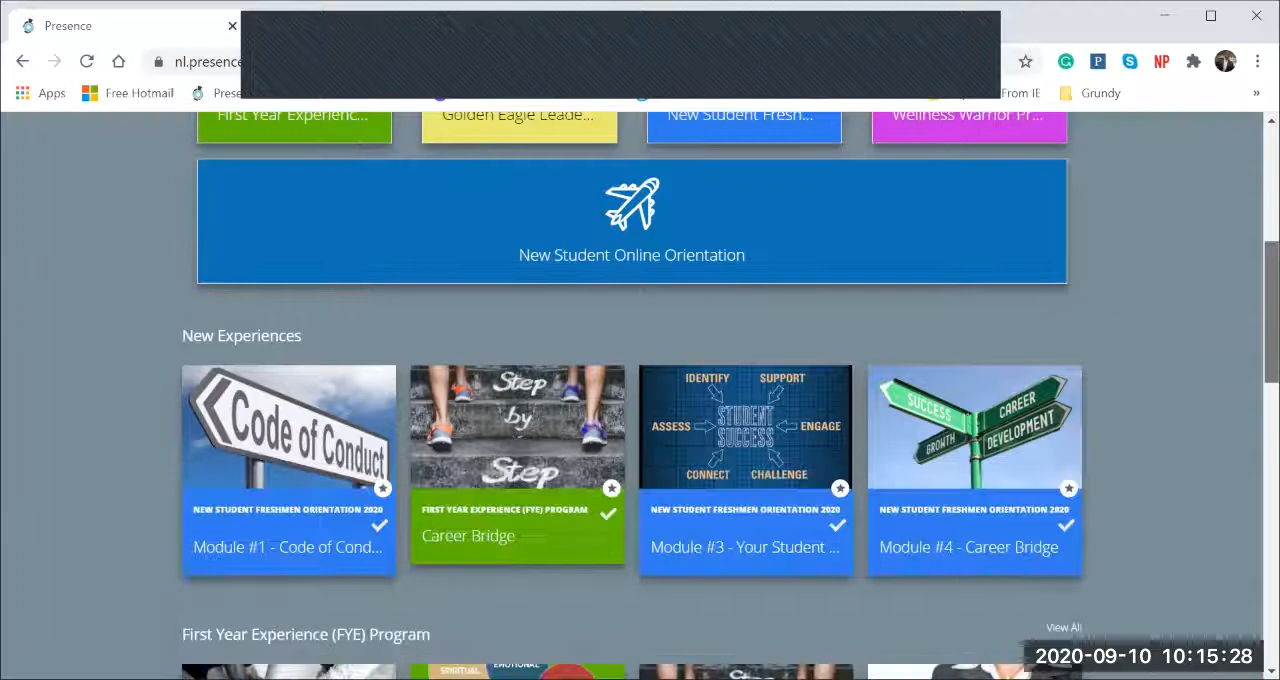 Presence
nl.presence
Apps
Free Hotmail
From IE
Grundy
First Year Experienc...
Golden Eagle Leade...
New Student Fresh...
Wellness Warrior Pr...
New Student Online Orientation
New Experiences
Code of Conduct
Step
by
Step
IDENTIFY SUPPORT
ASSESS STUDENT SUCCESS ENGAGE
CONNECT CHALLENGE
SUCCESS
CAREER
GROWTH
DEVELOPMENT
NEW STUDENT FRESHMEN ORIENTATION 2020
Module #1 - Code of Cond...
FIRST YEAR EXPERIENCE (FYE) PROGRAM
Career Bridge
NEW STUDENT FRESHMEN ORIENTATION 2020
Module #3 - Your Student ...
NEW STUDENT FRESHMEN ORIENTATION 2020
Module #4 - Career Bridge
First Year Experience (FYE) Program
View All
SPIRITUAL
EMOTIONAL
Step
2020-09-10 10:15:28